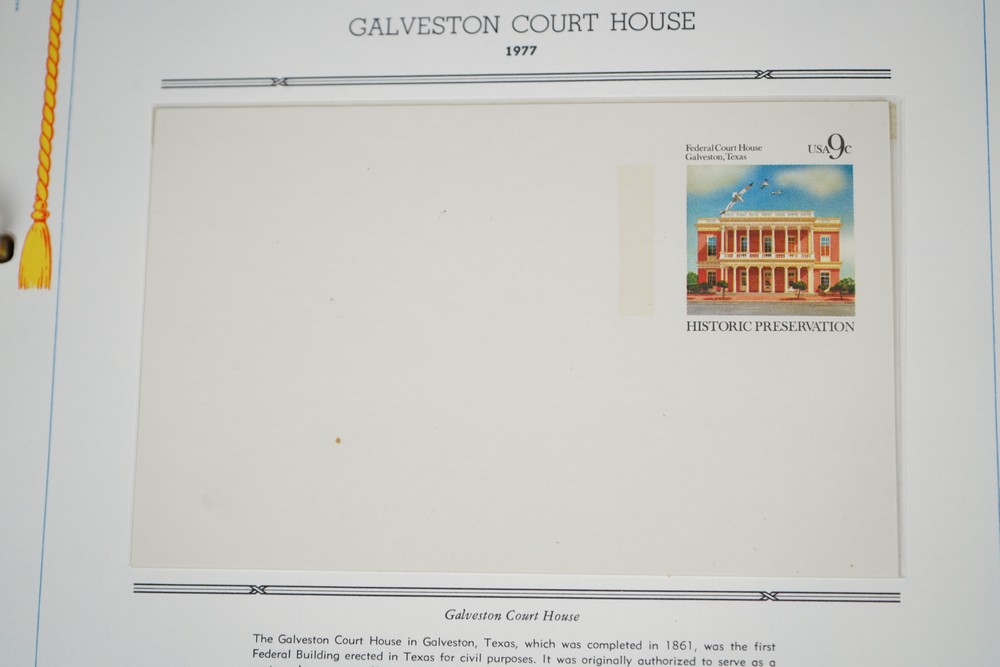 GALVESTON COURT HOUSE
1977
Federal Court House
Galveston, Texas
USA 9c
HISTORIC PRESERVATION
Galveston Court House
The Galveston Court House in Galveston, Texas, which was completed in 1861, was the first
Federal Building erected in Texas for civil purposes. It was originally authorized to serve as a